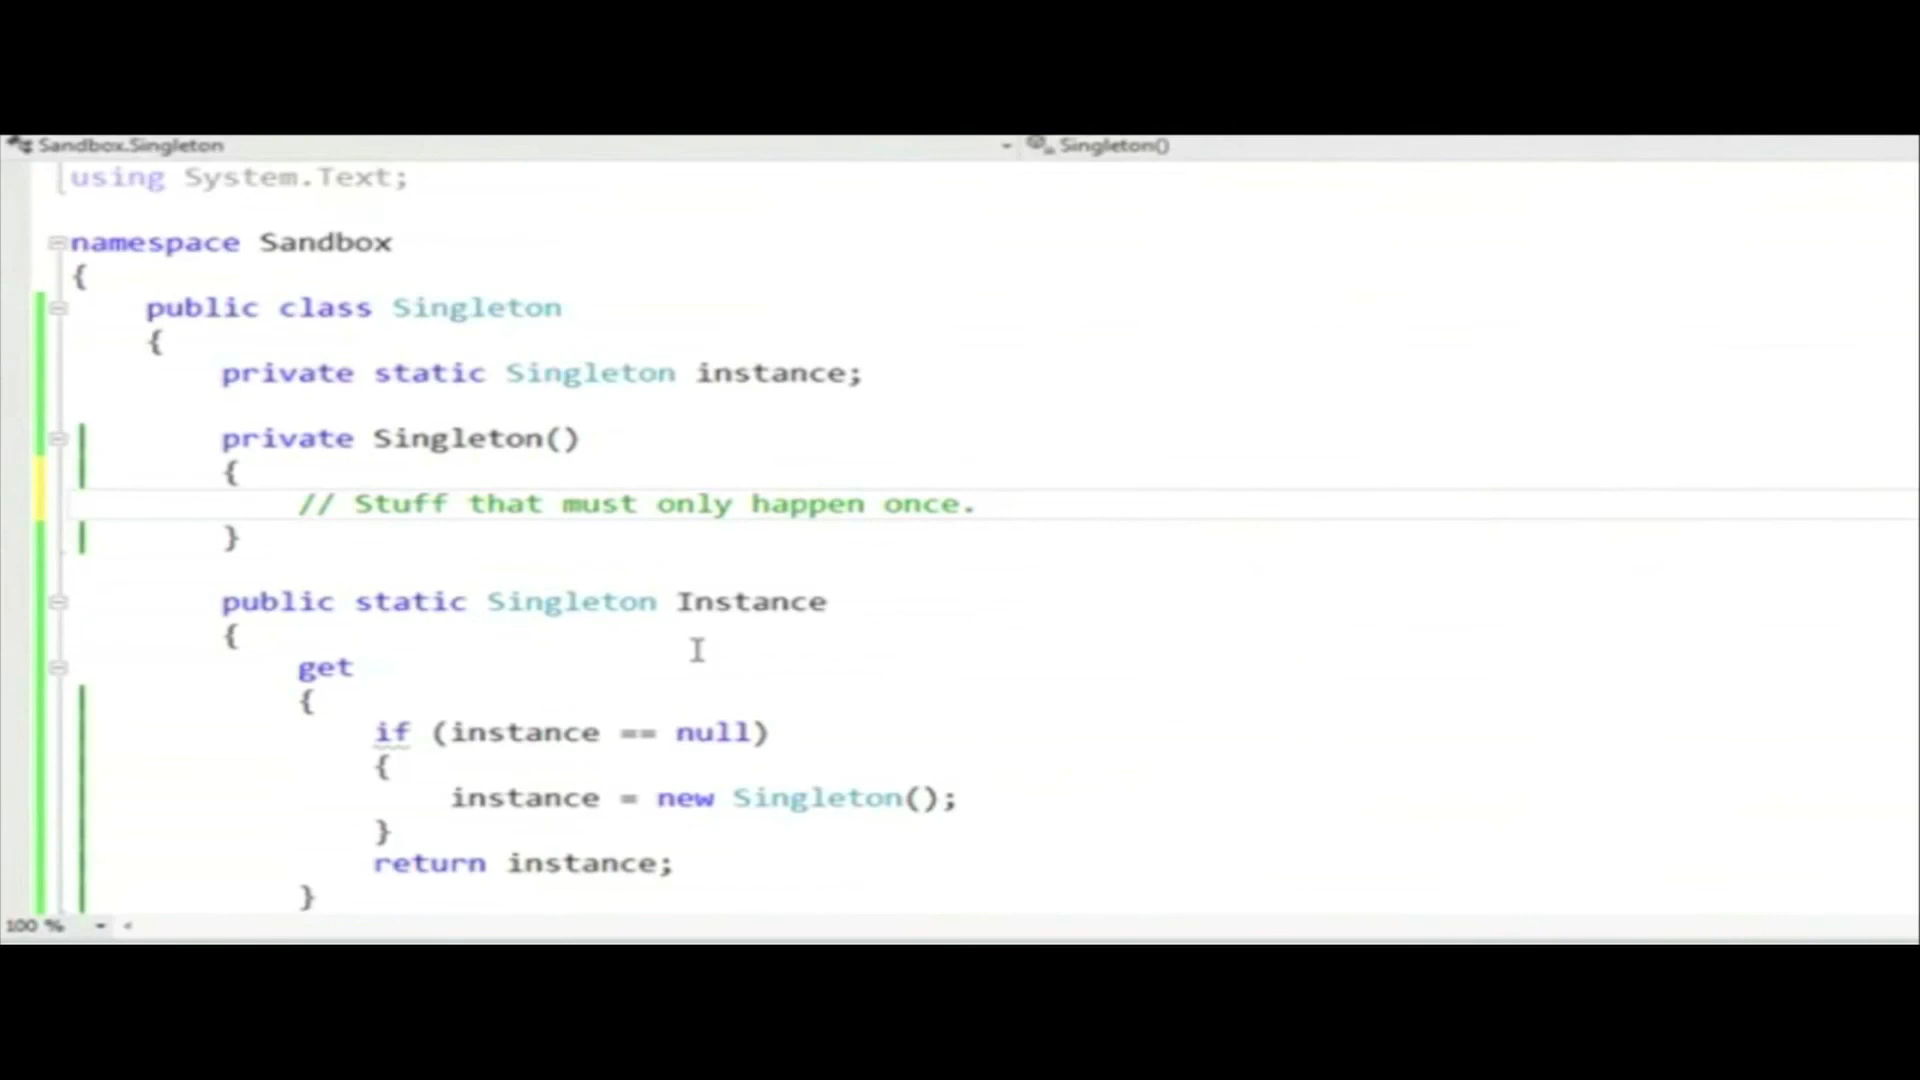 Sandbox.Singleton
Singleton()
using System.Text;
namespace Sandbox
{
public class Singleton
{
private static Singleton instance;
private Singleton()
{
// Stuff that must only happen once.
}
public static Singleton Instance
{
get
{
if (instance == null)
{
instance = new Singleton();
}
return instance;
}
100 %